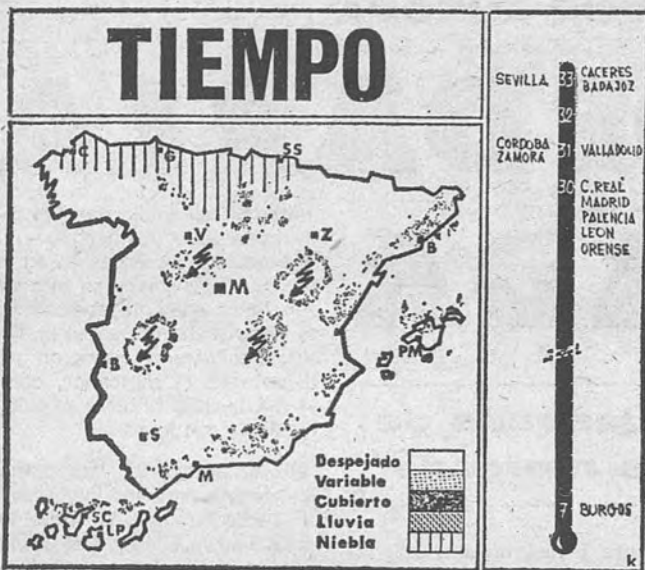 TIEMPO
C
G
SS
V
Z
B
M
PM
B
S
M
SC
LP
Despejado
Variable
Cubierto
Lluvia
Niebla
SEVILLA 33 CACERES
BADAJOZ
32
CORDOBA 31 VALLADOLID
ZAMORA
30 C.REAL
MADRID
PALENCIA
LEON
ORENSE
7 BURGOS
k